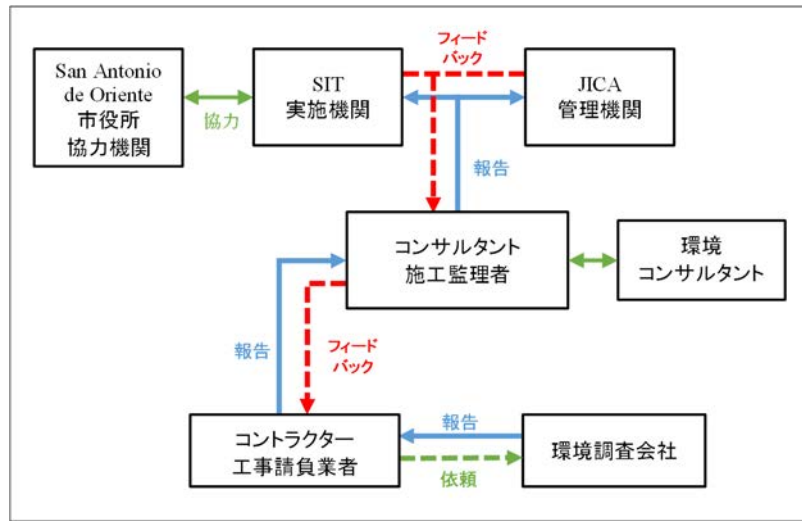 San Antonio
de Oriente
市役所
協力機関
協力
SIT
実施機関
フィード
バック
JICA
管理機関
報告
コンサルタント
施工監理者
環境
コンサルタント
報告
フィード
バック
コントラクター
工事請負業者
報告
依頼
環境調査会社